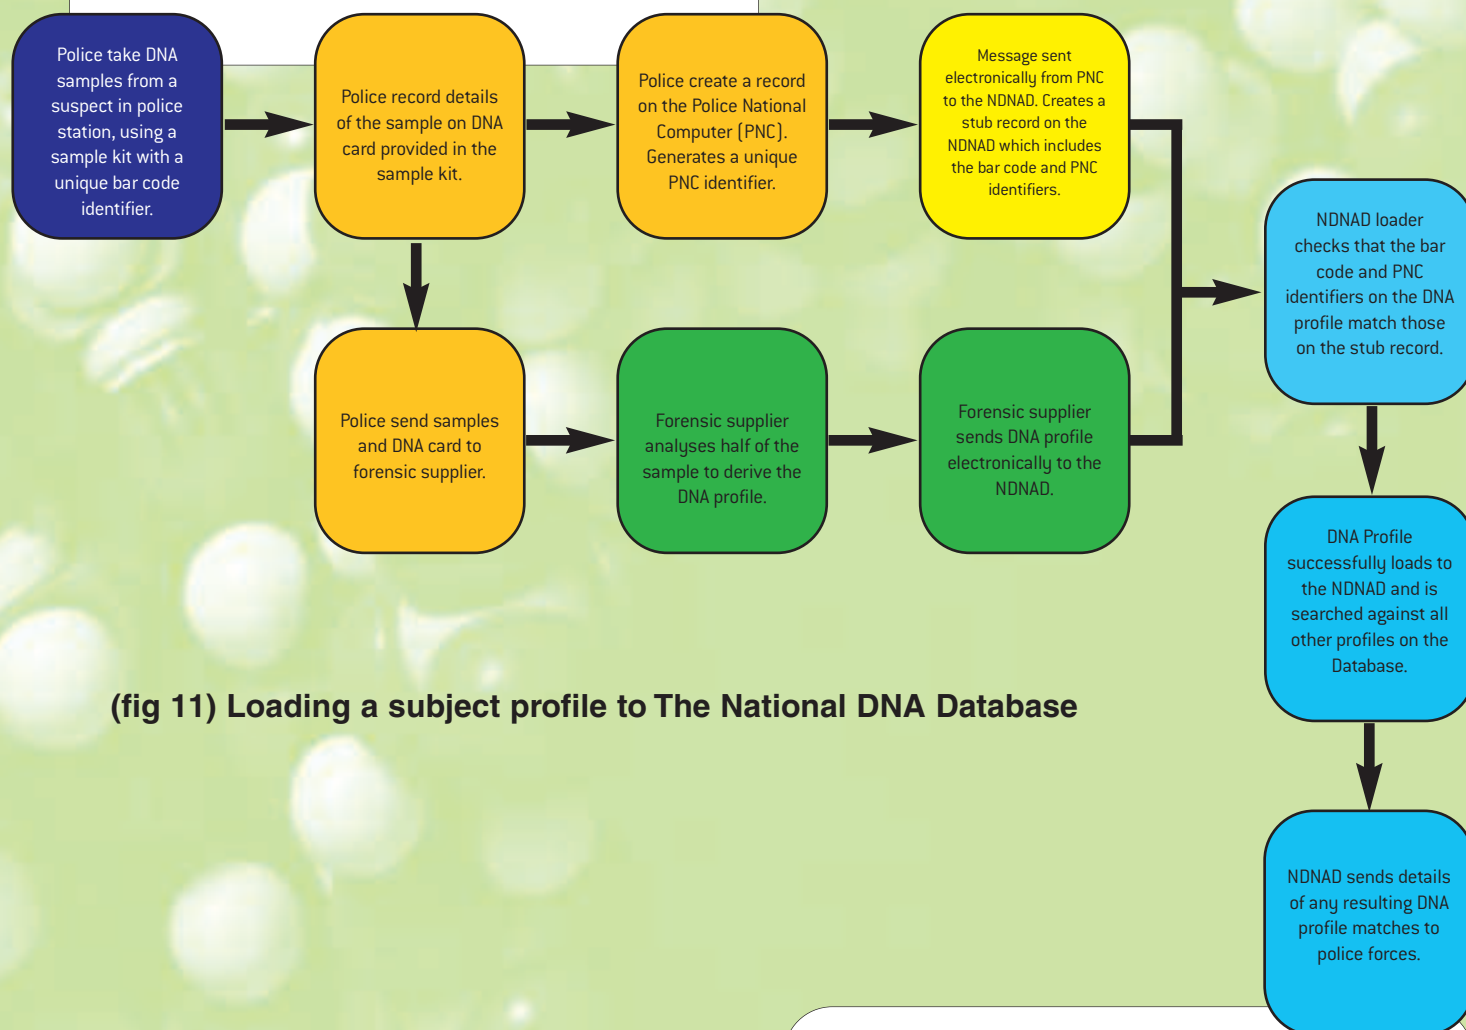 Police take DNA
samples from a
suspect in police
station, using a
sample kit with a
unique bar code
identifier.
Police record details
of the sample on DNA
card provided in the
sample kit.
Police create a record
on the Police National
Computer (PNC).
Generates a unique
PNC identifier.
Message sent
electronically from PNC
to the NDNAD. Creates a
stub record on the
NDNAD which includes
the bar code and PNC
identifiers.
Police send samples
and DNA card to
forensic supplier.
Forensic supplier
analyses half of the
sample to derive the
DNA profile.
Forensic supplier
sends DNA profile
electronically to the
NDNAD.
NDNAD loader
checks that the bar
code and PNC
identifiers on the DNA
profile match those
on the stub record.
DNA Profile
successfully loads to
the NDNAD and is
searched against all
other profiles on the
Database.
NDNAD sends details
of any resulting DNA
profile matches to
police forces.
(fig 11) Loading a subject profile to The National DNA Database